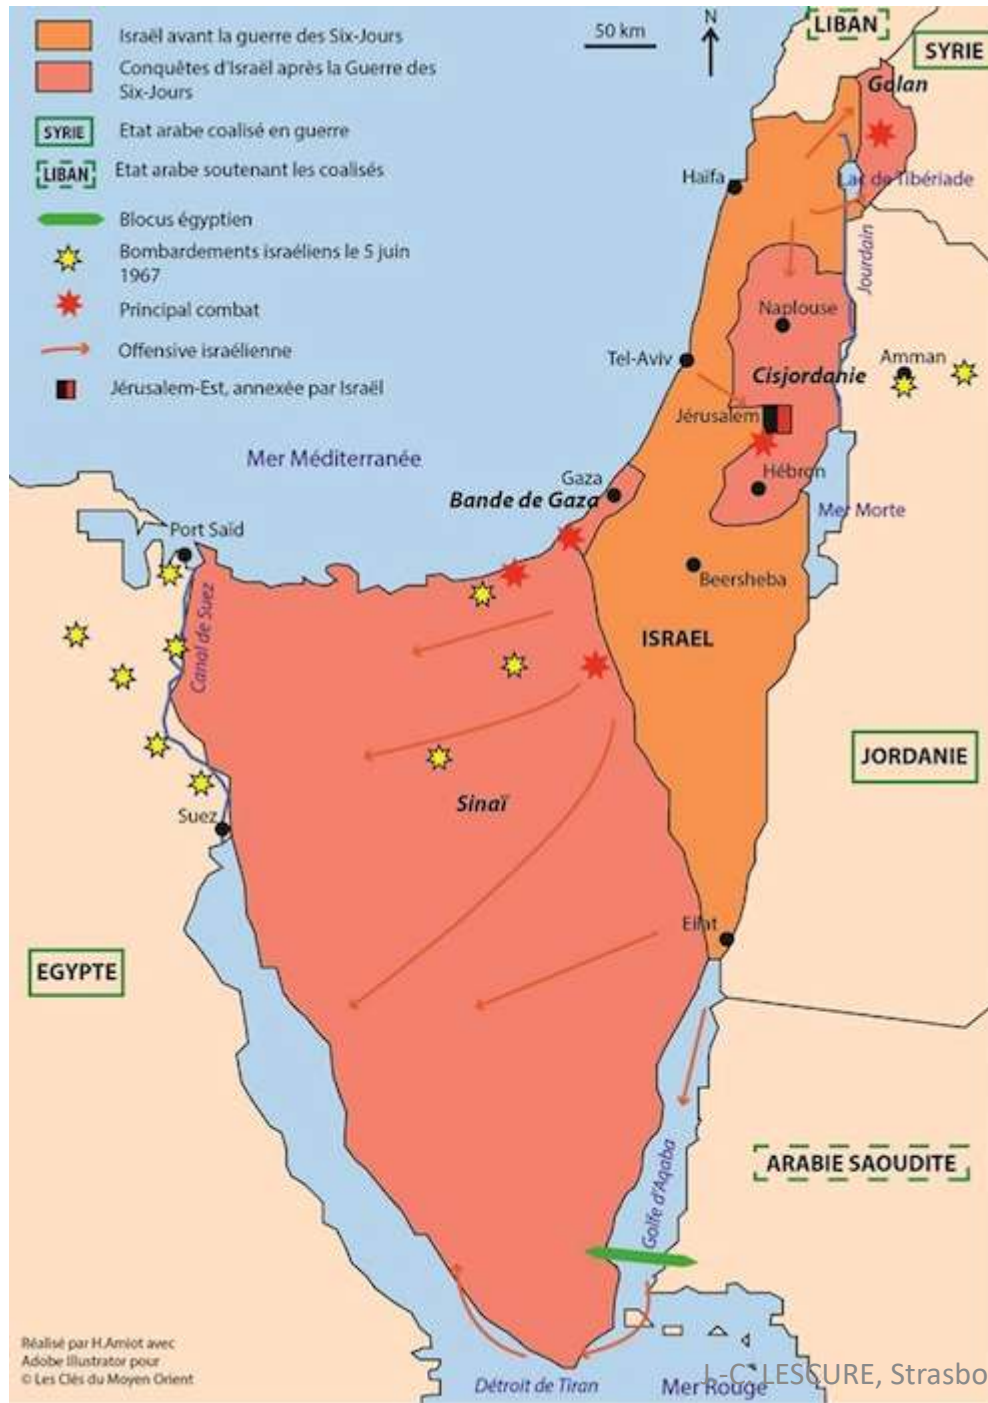 Israël avant la guerre des Six-Jours
Conquêtes d'Israël après la Guerre des
Six-Jours
SYRIE
Etat arabe coalisé en guerre
LIBAN
Etat arabe soutenant les coalisés
Blocus égyptien
Bombardements israéliens le 5 juin
1967
Principal combat
Offensive israélienne
Jérusalem-Est, annexée par Israël
50 km
N
LIBAN
SYRIE
Golan
Haïfa
Lac de Tibériade
Jourdain
Naplouse
Tel-Aviv
Amman
Cisjordanie
Jérusalem
Mer Méditerranée
Gaza
Hébron
Bande de Gaza
Mer Morte
Port Saïd
Beersheba
Canal de Suez
ISRAEL
JORDANIE
Sinaï
Suez
Eilat
EGYPTE
ARABIE SAOUDITE
Golfe d'Aqaba
Réalisé par H.Amiot avec
Adobe Illustrator pour
© Les Clés du Moyen Orient
Détroit de Tiran
Mer Rouge
L-C. LESCURE, Strasbo